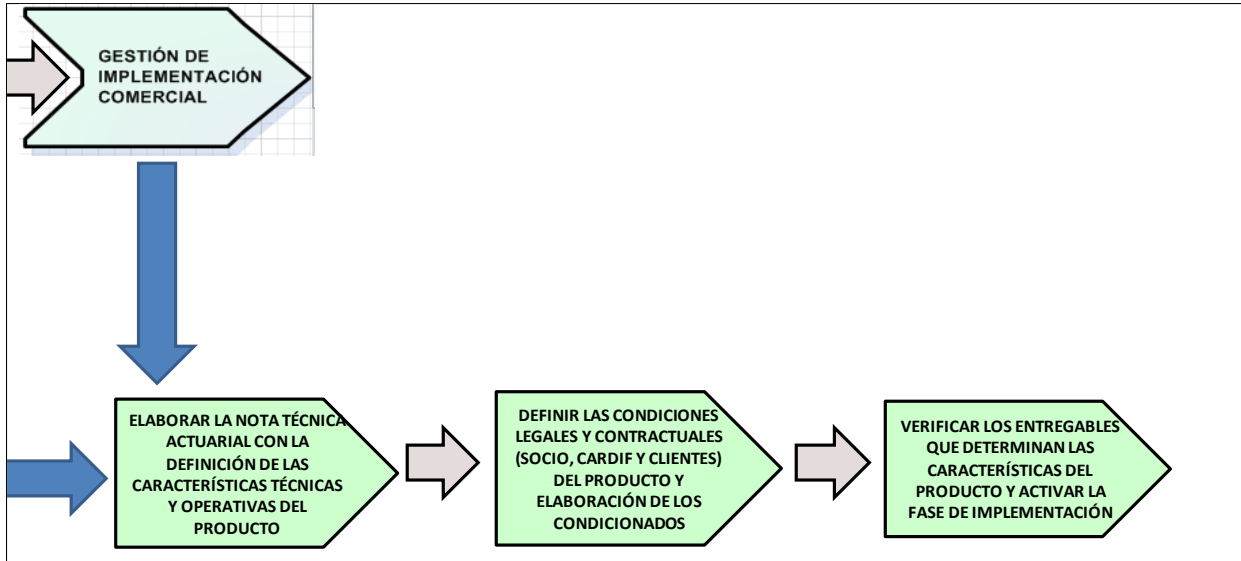 GESTIÓN DE
IMPLEMENTACIÓN
COMERCIAL
ELABORAR LA NOTA TÉCNICA
ACTUARIAL CON LA
DEFINICIÓN DE LAS
CARACTERÍSTICAS TÉCNICAS
Y OPERATIVAS DEL
PRODUCTO
DEFINIR LAS CONDICIONES
LEGALES Y CONTRACTUALES
(SOCIO, CARDIF Y CLIENTES)
DEL PRODUCTO Y
ELABORACIÓN DE LOS
CONDICIONADOS
VERIFICAR LOS ENTREGABLES
QUE DETERMINAN LAS
CARACTERÍSTICAS DEL
PRODUCTO Y ACTIVAR LA
FASE DE IMPLEMENTACIÓN